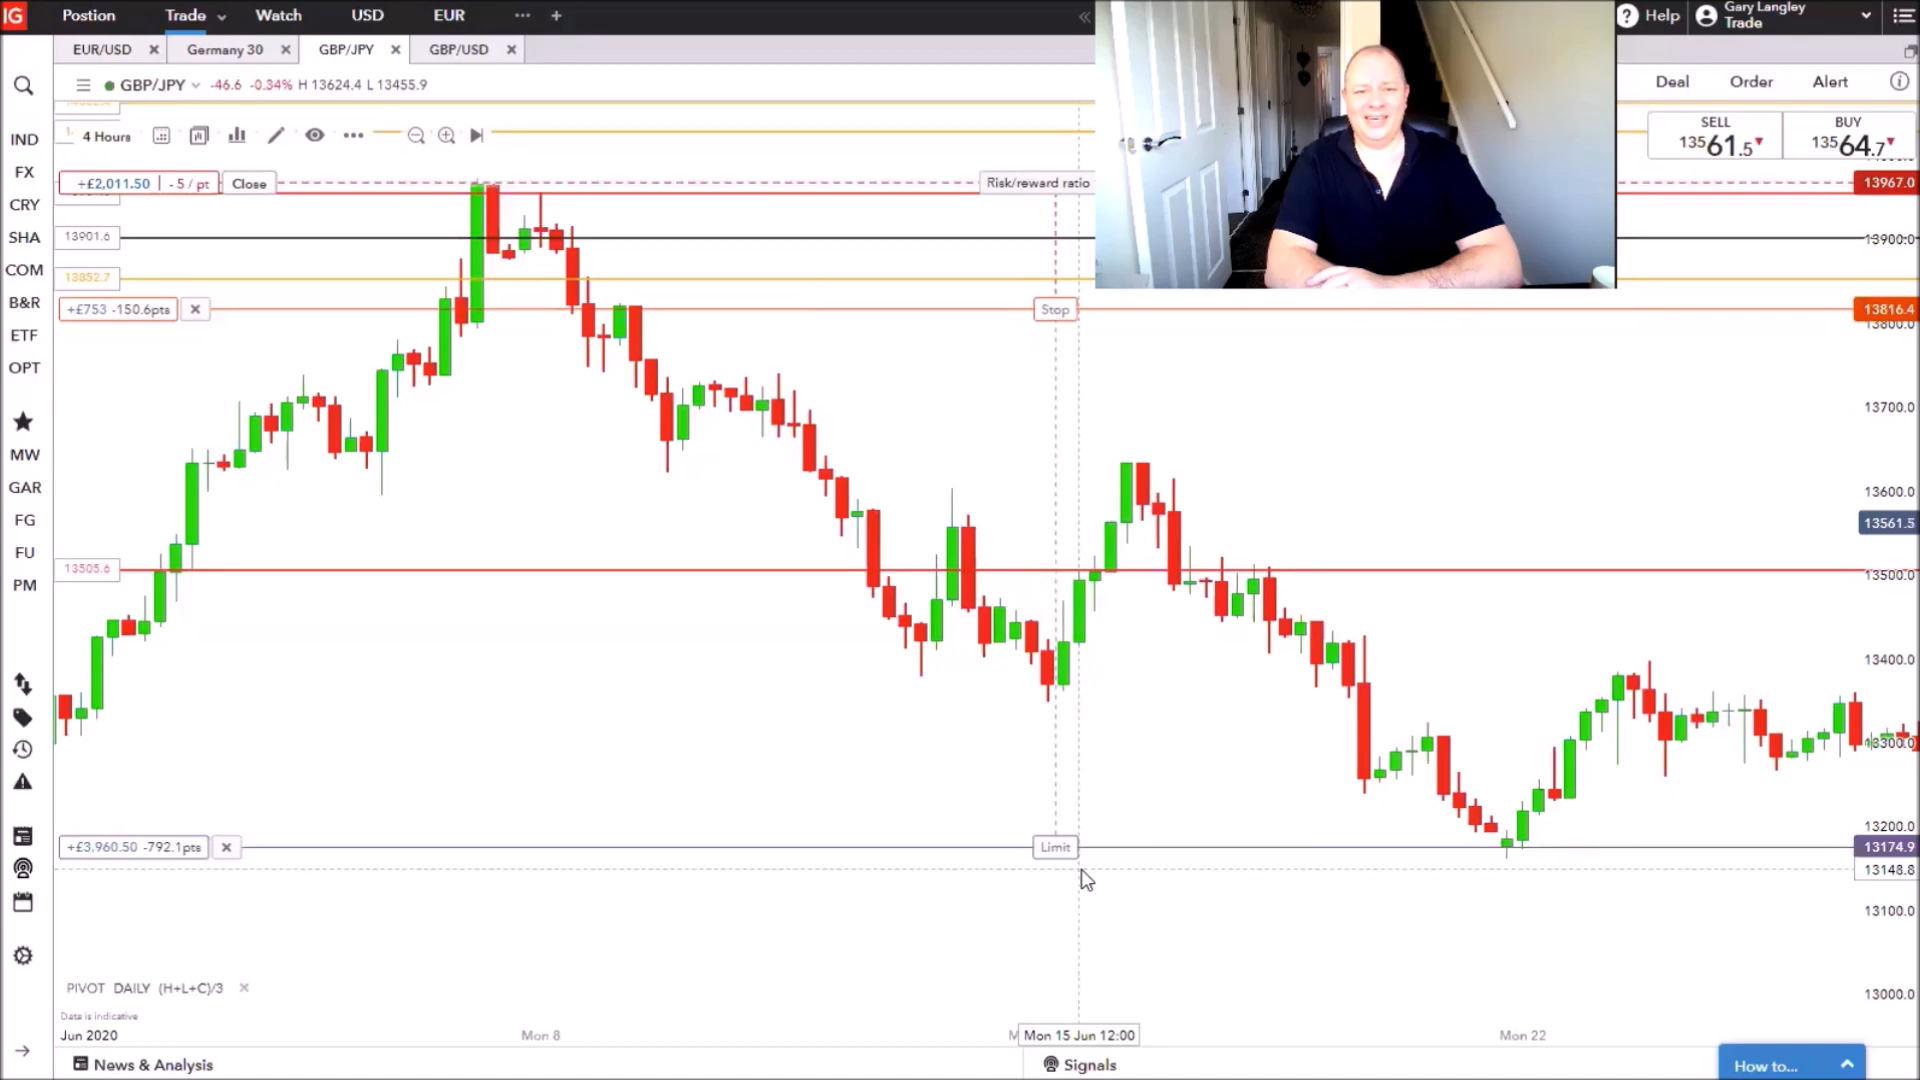 IG Postion Trade Watch USD EUR ··· + « Help Gary Langley
Trade
EUR/USD × Germany 30 × GBP/JPY × GBP/USD ×
GBP/JPY -46.6 -0.34% H 13624.4 L 13455.9
Deal Order Alert
4 Hours
SELL BUY
13561.5 13564.7
IND
FX
CRY
SHA
COM
B&R
ETF
OPT
MW
GAR
FG
FU
PM
+£2,011.50 | - 5 / pt Close Risk/reward ratio 13967.0
13901.6 13900.0
13852.7
+£753 -150.6pts × Stop 13816.4
13800.0
13700.0
13600.0
13561.5
13505.6 13500.0
13400.0
13300.0
13200.0
+£3,960.50 -792.1pts × Limit 13174.9
13148.8
13100.0
13000.0
PIVOT DAILY (H+L+C)/3 ×
Data is indicative
Jun 2020 Mon 8 Mon 15 Jun 12:00 Mon 22
News & Analysis Signals How to...